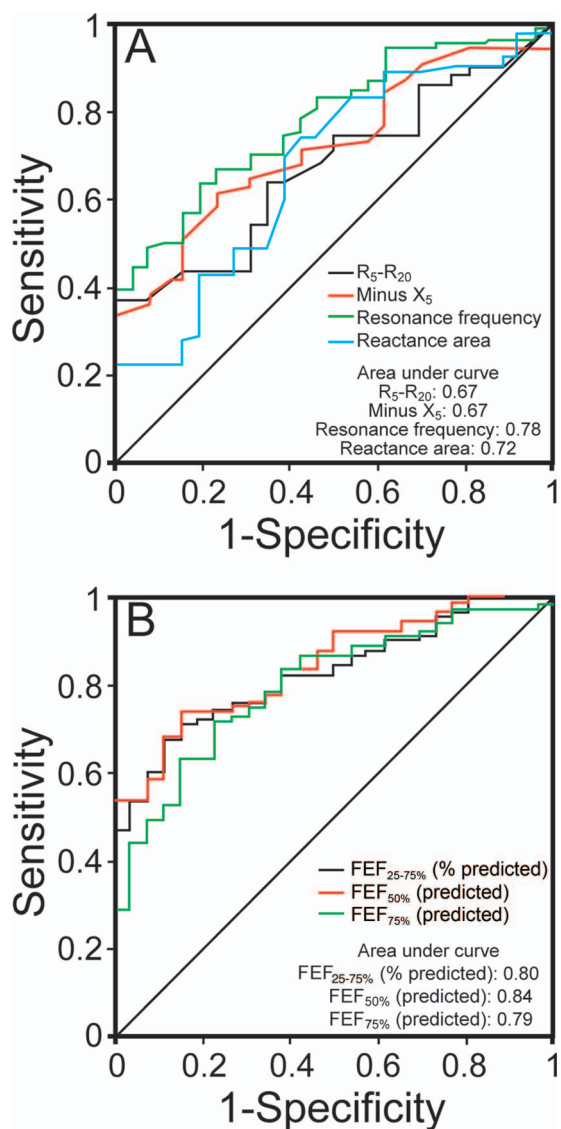 A
1
0.8
0.6
0.4
0.2
0
Sensitivity
R₅-R₂₀
Minus X₅
Resonance frequency
Reactance area
Area under curve
R₅-R₂₀: 0.67
Minus X₅: 0.67
Resonance frequency: 0.78
Reactance area: 0.72
0 0.2 0.4 0.6 0.8 1
1-Specificity
B
1
0.8
0.6
0.4
0.2
0
Sensitivity
FEF₂₅₋₇₅% (% predicted)
FEF₅₀% (predicted)
FEF₇₅% (predicted)
Area under curve
FEF₂₅₋₇₅% (% predicted): 0.80
FEF₅₀% (predicted): 0.84
FEF₇₅% (predicted): 0.79
0 0.2 0.4 0.6 0.8 1
1-Specificity